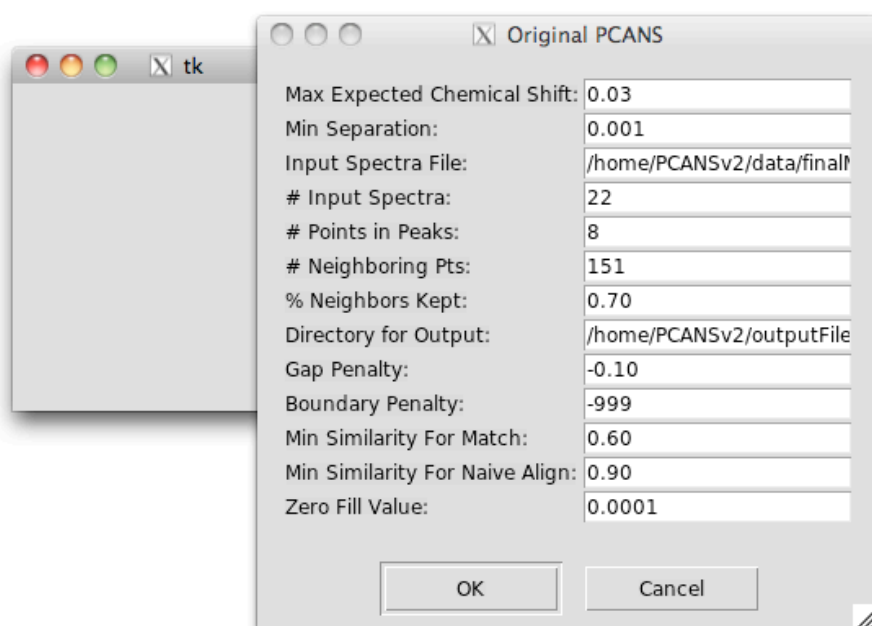 tk
Original PCANS
Max Expected Chemical Shift: 0.03
Min Separation: 0.001
Input Spectra File: /home/PCANSv2/data/final
# Input Spectra: 22
# Points in Peaks: 8
# Neighboring Pts: 151
% Neighbors Kept: 0.70
Directory for Output: /home/PCANSv2/outputFile
Gap Penalty: -0.10
Boundary Penalty: -999
Min Similarity For Match: 0.60
Min Similarity For Naive Align: 0.90
Zero Fill Value: 0.0001
OK Cancel